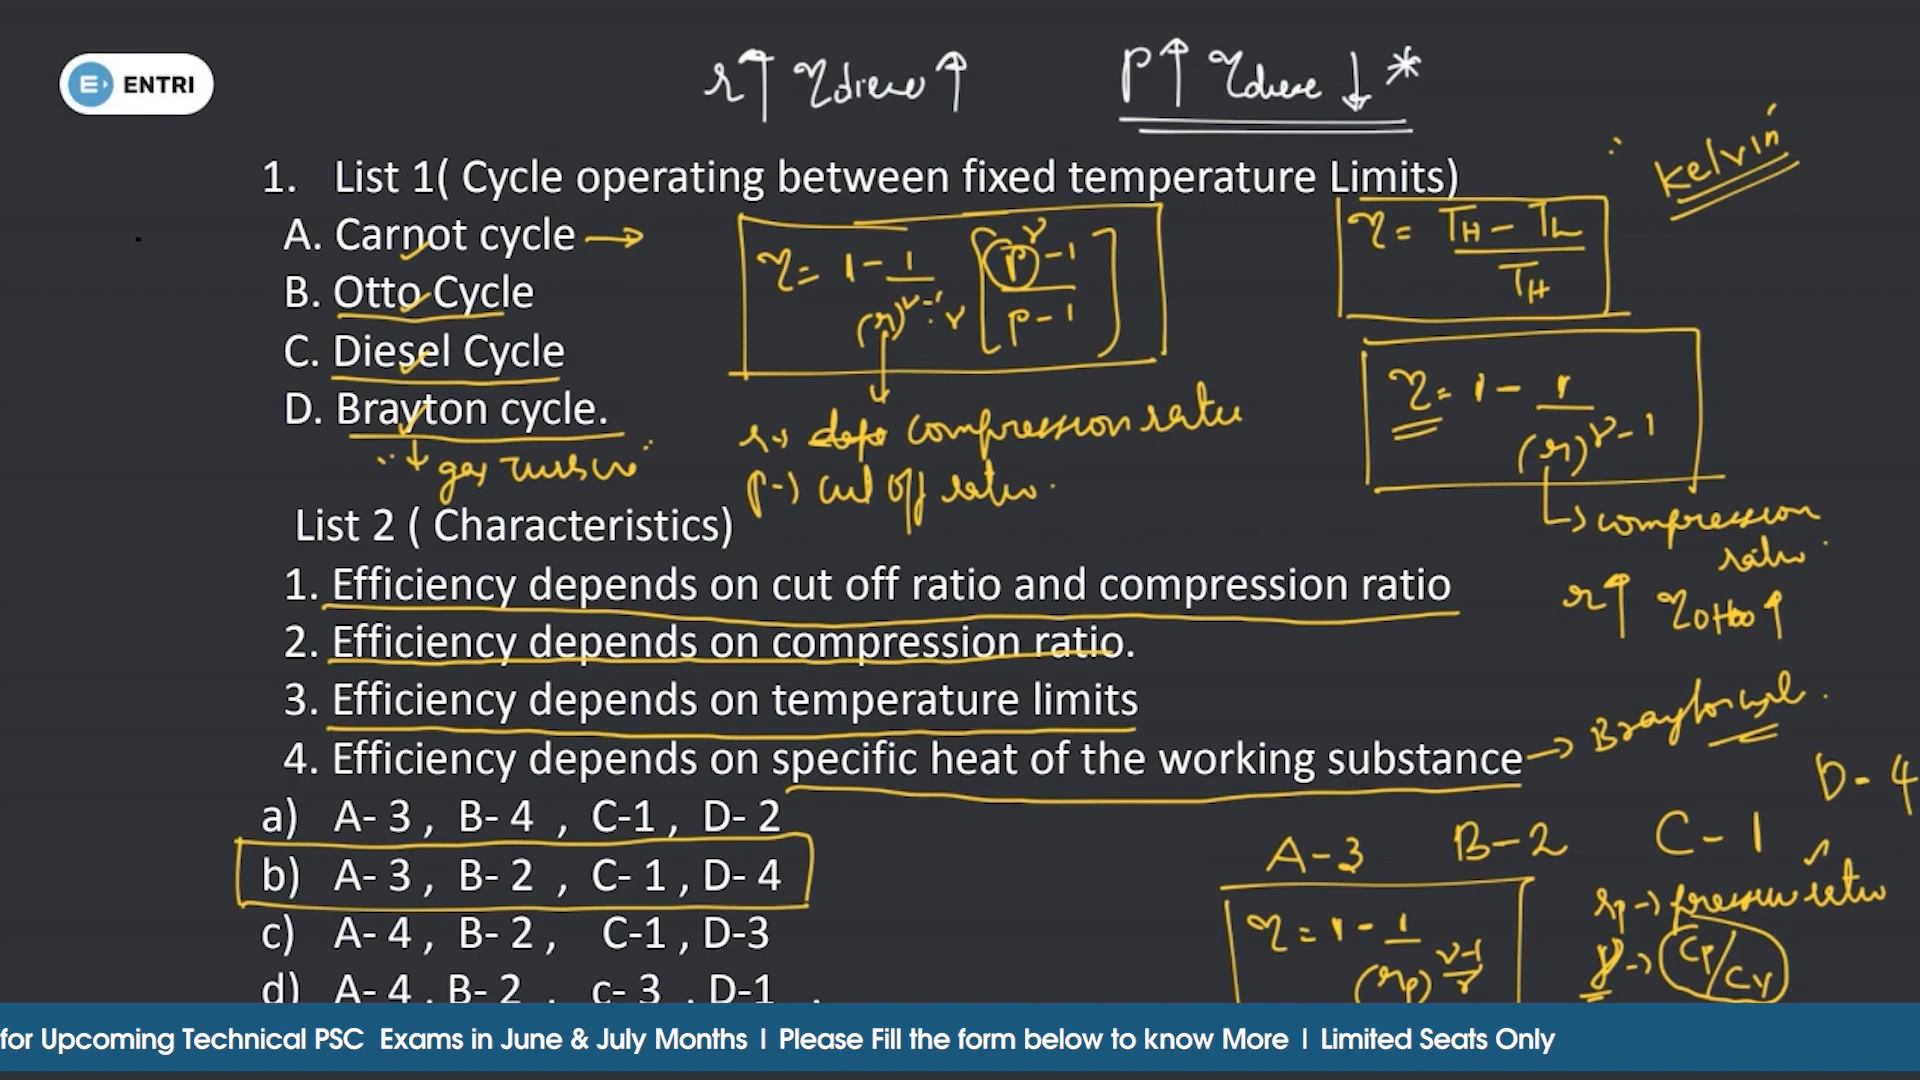 ENTRI
r↑ ηdiesel ↑ ρ↑ ηdiesel ↓ *
Kelvin
1. List 1( Cycle operating between fixed temperature Limits)
A. Carnot cycle →
B. Otto Cycle
C. Diesel Cycle
D. Brayton cycle.
η = 1 - 1/(r)^γ-1 · γ [ρ^γ - 1 / ρ - 1]
η = TH - TL / TH
η = 1 - 1/(r)^γ-1
r → compression ratio
ρ → cut off ratio.
↳ compression ratio
↓ gas turbine
List 2 ( Characteristics)
1. Efficiency depends on cut off ratio and compression ratio
r↑ ηotto ↑
2. Efficiency depends on compression ratio.
3. Efficiency depends on temperature limits
4. Efficiency depends on specific heat of the working substance → Brayton cycle.
a) A- 3 , B- 4 , C-1 , D- 2
b) A- 3 , B- 2 , C- 1 , D- 4
c) A- 4 , B- 2 , C-1 , D-3
d) A- 4 , B- 2 , c- 3 , D-1 .
A-3 B-2 C-1 D-4
η = 1 - 1/(rp)^γ-1/γ
rp → pressure ratio
γ → Cp/Cv
for Upcoming Technical PSC Exams in June & July Months | Please Fill the form below to know More | Limited Seats Only